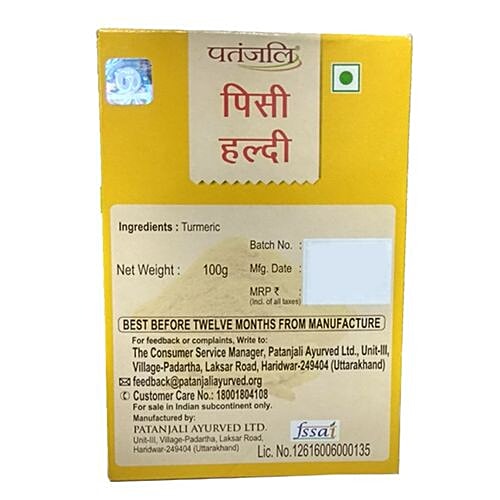 पतंजलि®
पिसी
हल्दी
Ingredients : Turmeric
Batch No. :
Net Weight : 100g Mfg. Date :
MRP ₹ :
(Incl. of all taxes)
BEST BEFORE TWELVE MONTHS FROM MANUFACTURE
For feedback or complaints, Write to:
The Consumer Service Manager, Patanjali Ayurved Ltd., Unit-III,
Village-Padartha, Laksar Road, Haridwar-249404 (Uttarakhand)
feedback@patanjaliayurved.org
Customer Care No.: 18001804108
For sale in Indian subcontinent only.
Manufactured by:
PATANJALI AYURVED LTD.
Unit-III, Village-Padartha, Laksar Road,
Haridwar-249404 (Uttarakhand)
fssai
Lic. No.12616006000135